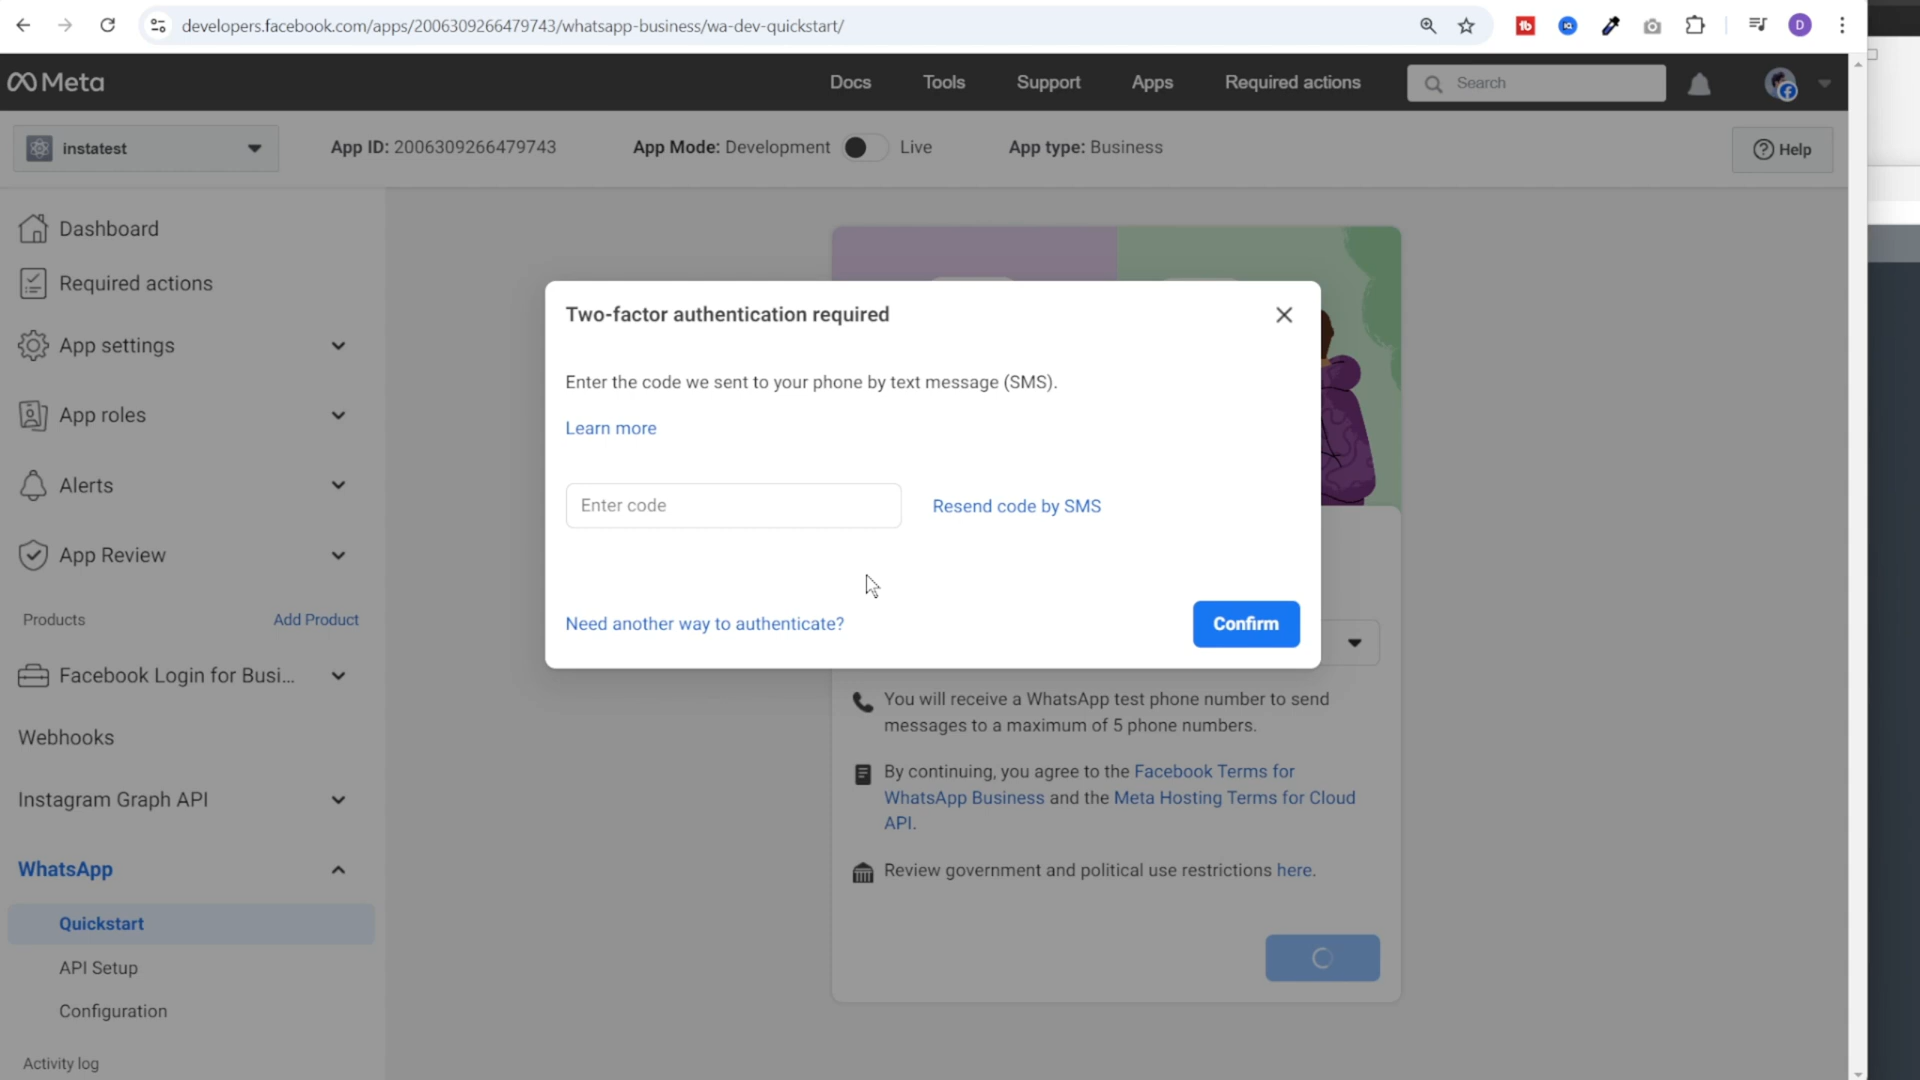 developers.facebook.com/apps/2006309266479743/whatsapp-business/wa-dev-quickstart/
D
Meta
Docs
Tools
Support
Apps
Required actions
Search
instatest
App ID: 2006309266479743
App Mode: Development
Live
App type: Business
Help
Dashboard
Required actions
App settings
App roles
Alerts
App Review
Products
Add Product
Facebook Login for Busi...
Webhooks
Instagram Graph API
WhatsApp
Quickstart
API Setup
Configuration
Activity log
Two-factor authentication required
Enter the code we sent to your phone by text message (SMS).
Learn more
Enter code
Resend code by SMS
Need another way to authenticate?
Confirm
You will receive a WhatsApp test phone number to send
messages to a maximum of 5 phone numbers.
By continuing, you agree to the Facebook Terms for
WhatsApp Business and the Meta Hosting Terms for Cloud
API.
Review government and political use restrictions here.